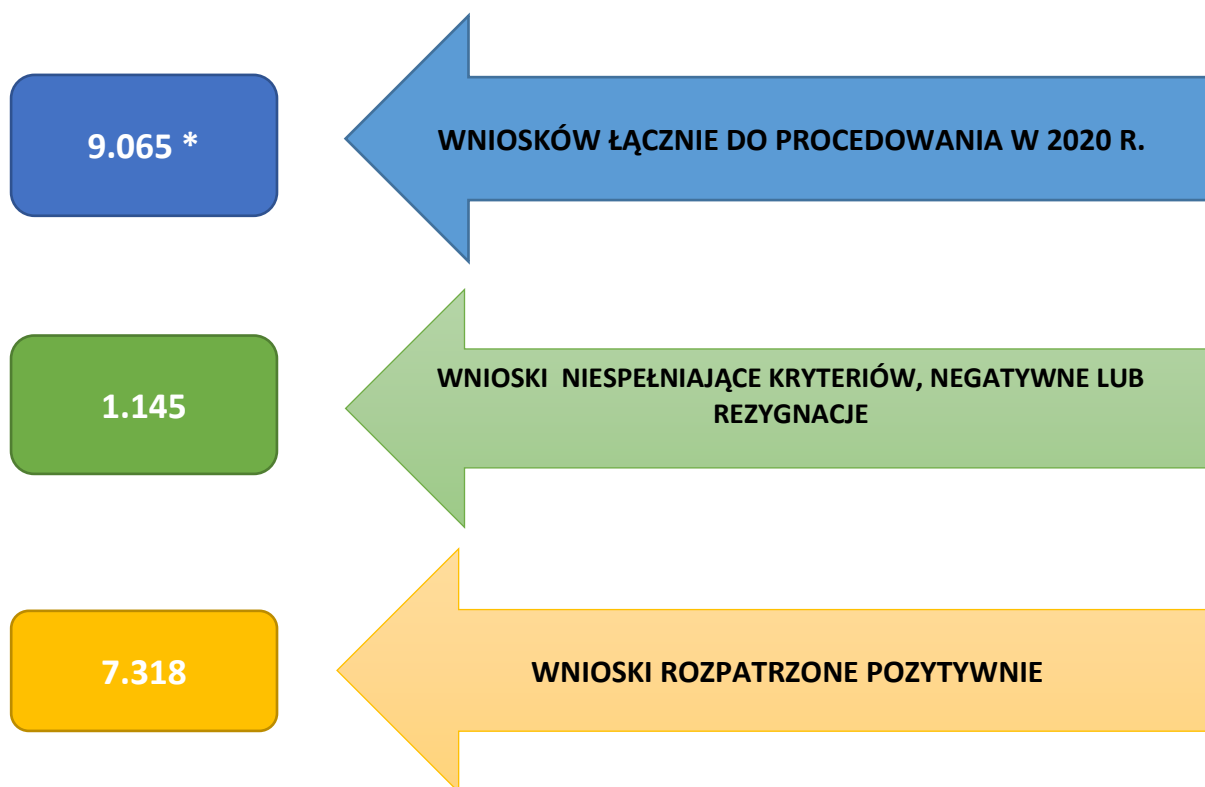 9.065 *
WNIOSKÓW ŁĄCZNIE DO PROCEDOWANIA W 2020 R.
1.145
WNIOSKI NIESPEŁNIAJĄCE KRYTERIÓW, NEGATYWNE LUB
REZYGNACJE
7.318
WNIOSKI ROZPATRZONE POZYTYWNIE